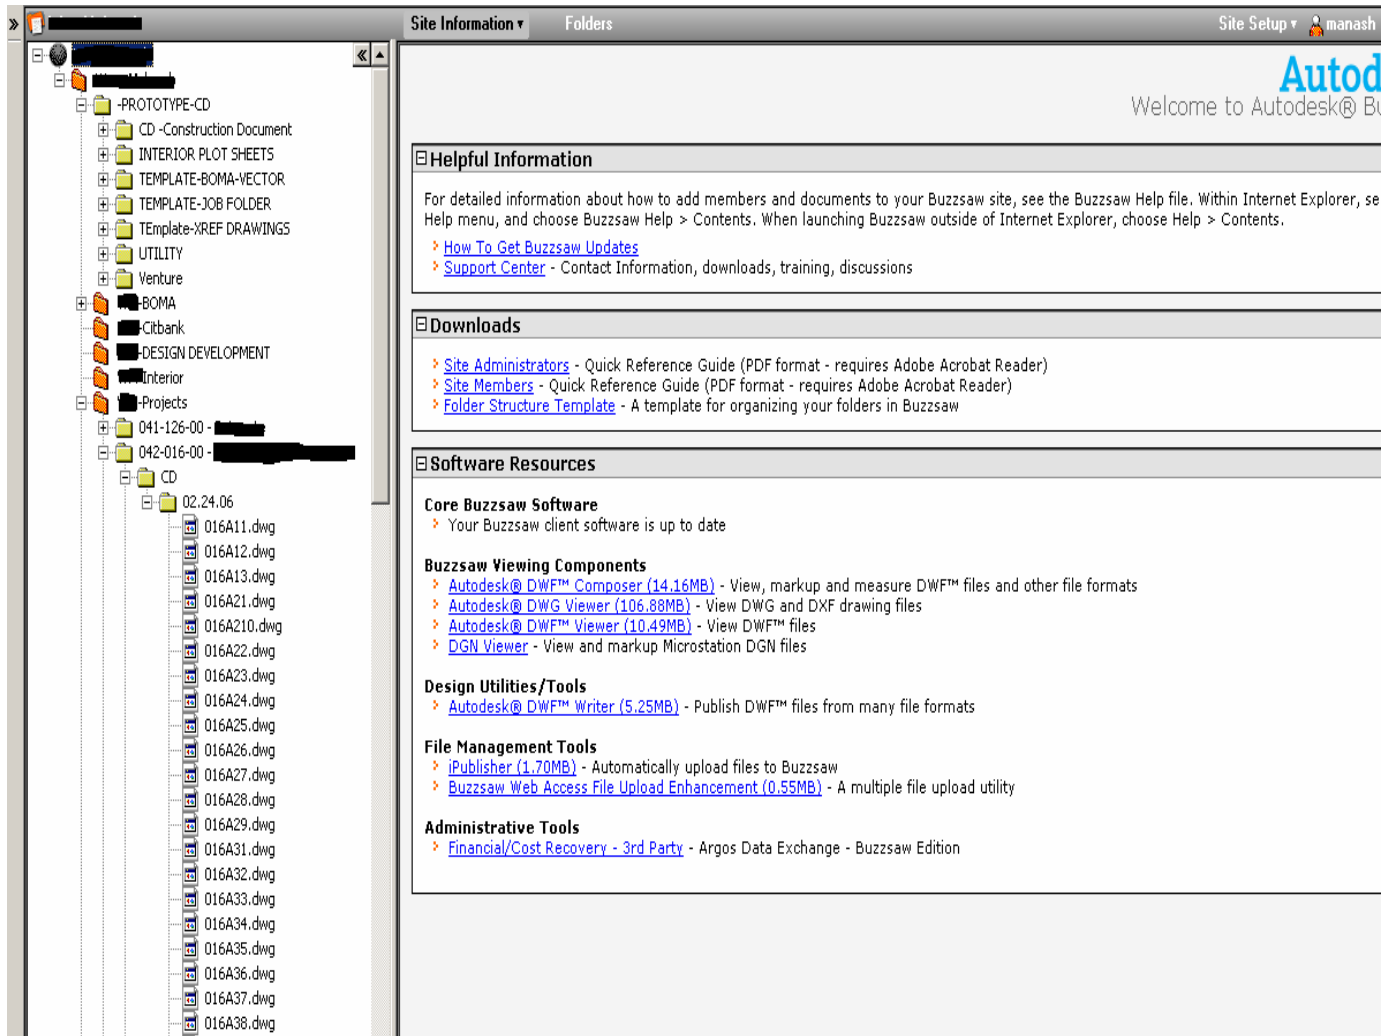 »
Site Information ▾ Folders Site Setup ▾ manash
«
-PROTOTYPE-CD
CD -Construction Document
INTERIOR PLOT SHEETS
TEMPLATE-BOMA-VECTOR
TEMPLATE-JOB FOLDER
TEmplate-XREF DRAWINGS
UTILITY
Venture
-BOMA
-Citbank
-DESIGN DEVELOPMENT
Interior
-Projects
041-126-00 -
042-016-00 -
CD
02.24.06
016A11.dwg
016A12.dwg
016A13.dwg
016A21.dwg
016A210.dwg
016A22.dwg
016A23.dwg
016A24.dwg
016A25.dwg
016A26.dwg
016A27.dwg
016A28.dwg
016A29.dwg
016A31.dwg
016A32.dwg
016A33.dwg
016A34.dwg
016A35.dwg
016A36.dwg
016A37.dwg
016A38.dwg
Autod
Welcome to Autodesk® Bu
Helpful Information
For detailed information about how to add members and documents to your Buzzsaw site, see the Buzzsaw Help file. Within Internet Explorer, se
Help menu, and choose Buzzsaw Help > Contents. When launching Buzzsaw outside of Internet Explorer, choose Help > Contents.
How To Get Buzzsaw Updates
Support Center - Contact Information, downloads, training, discussions
Downloads
Site Administrators - Quick Reference Guide (PDF format - requires Adobe Acrobat Reader)
Site Members - Quick Reference Guide (PDF format - requires Adobe Acrobat Reader)
Folder Structure Template - A template for organizing your folders in Buzzsaw
Software Resources
Core Buzzsaw Software
Your Buzzsaw client software is up to date
Buzzsaw Viewing Components
Autodesk® DWF™ Composer (14.16MB) - View, markup and measure DWF™ files and other file formats
Autodesk® DWG Viewer (106.88MB) - View DWG and DXF drawing files
Autodesk® DWF™ Viewer (10.49MB) - View DWF™ files
DGN Viewer - View and markup Microstation DGN files
Design Utilities/Tools
Autodesk® DWF™ Writer (5.25MB) - Publish DWF™ files from many file formats
File Management Tools
iPublisher (1.70MB) - Automatically upload files to Buzzsaw
Buzzsaw Web Access File Upload Enhancement (0.55MB) - A multiple file upload utility
Administrative Tools
Financial/Cost Recovery - 3rd Party - Argos Data Exchange - Buzzsaw Edition